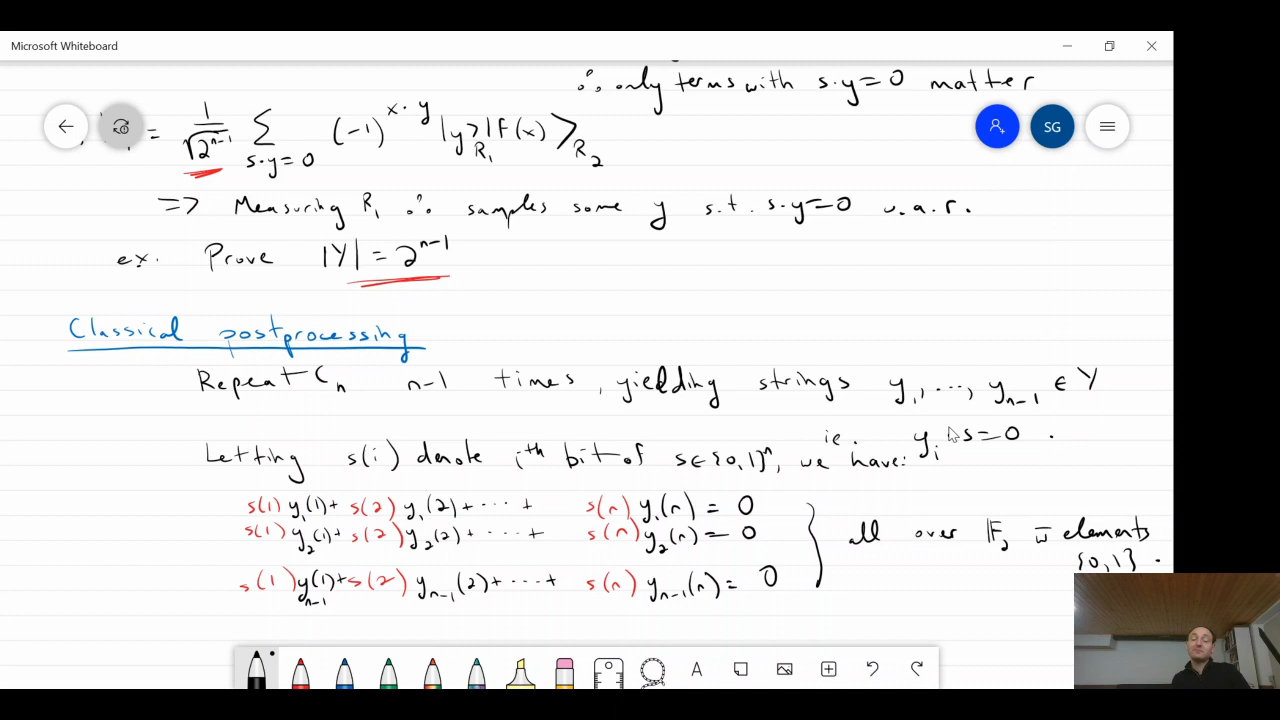 Microsoft Whiteboard
∴ only terms with s·y=0 matter
= 1/√2^{n-1} Σ_{s·y=0} (-1)^{x·y} |y⟩_{R_1} |f(x)⟩_{R_2}
SG
=> Measuring R_1 ∴ samples some y s.t. s·y=0 u.a.r.
ex. Prove |Y| = 2^{n-1}
Classical postprocessing
Repeat C_n n-1 times, yielding strings y_1, ..., y_{n-1} ∈ Y
ie. y_i · s = 0.
Letting s(i) denote i^{th} bit of s∈{0,1}^n, we have:
s(1) y_1(1) + s(2) y_1(2) + ··· + s(n) y_1(n) = 0
s(1) y_2(1) + s(2) y_2(2) + ··· + s(n) y_2(n) = 0
all over 𝔽_2 w̄ elements
{0,1}.
s(1) y_{n-1}(1) + s(2) y_{n-1}(2) + ··· + s(n) y_{n-1}(n) = 0
A